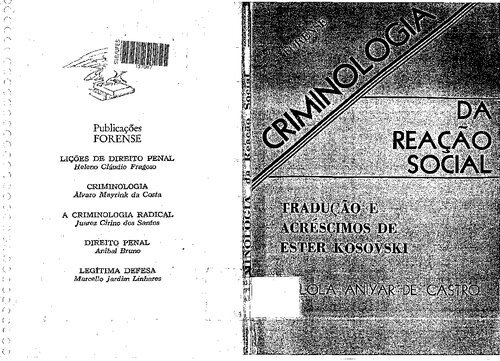 Publicações
FORENSE
LIÇÕES DE DIREITO PENAL
Heleno Cláudio Fragoso
CRIMINOLOGIA
Álvaro Mayrink da Costa
A CRIMINOLOGIA RADICAL
Juarez Cirino dos Santos
DIREITO PENAL
Aníbal Bruno
LEGÍTIMA DEFESA
Marcello Jardim Linhares
MINOLOGIA da Reação Social
CRIMINOLOGIA
DA
REAÇÃO
SOCIAL
TRADUÇÃO E
ACRÉSCIMOS DE
ESTER KOSOVSKI
LOLA ANIYAR DE CASTRO